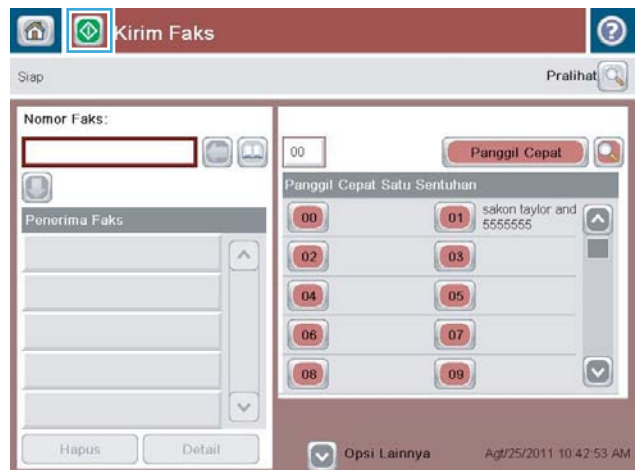 Kirim Faks
?
Siap
Pralihat
Nomor Faks:
00
Panggil Cepat
Panggil Cepat Satu Sentuhan
Penerima Faks
00
01
sakon taylor and
5555555
02
03
04
05
06
07
08
09
Hapus
Detail
Opsi Lainnya
Agt/25/2011 10:42:53 AM